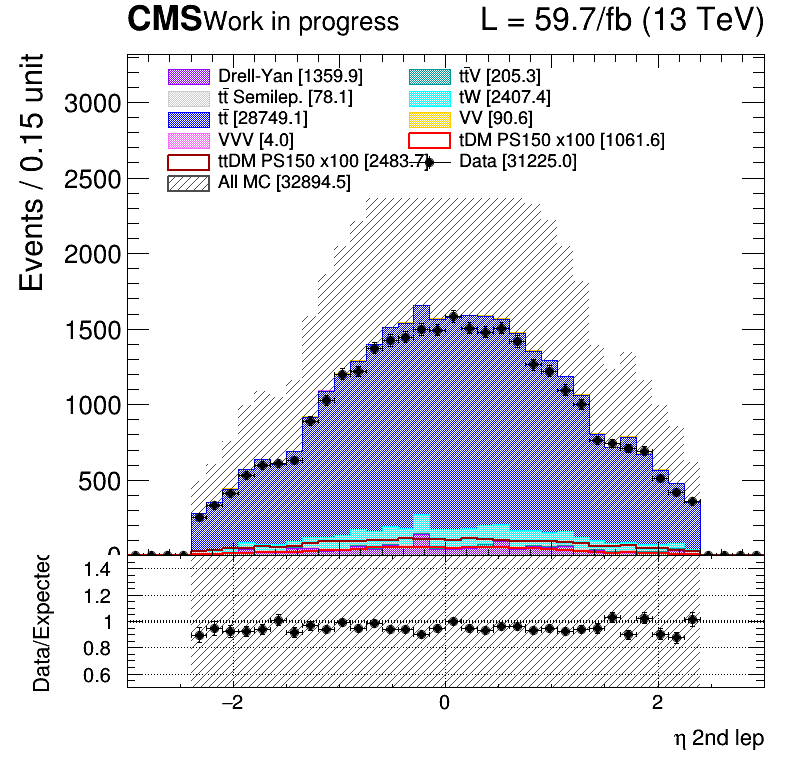 CMS Work in progress L = 59.7/fb (13 TeV)
Events / 0.15 unit
Drell-Yan [1359.9] tt̄V [205.3]
tt̄ Semilep. [78.1] tW [2407.4]
tt̄ [28749.1] VV [90.6]
VVV [4.0] tDM PS150 x100 [1061.6]
ttDM PS150 x100 [2483.7] Data [31225.0]
All MC [32894.5]
3000
2500
2000
1500
1000
500
0
Data/Expected
1.4
1.2
1
0.8
0.6
−2 0 2
η 2nd lep